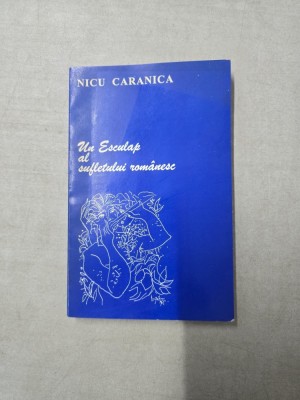 NICU CARANICA
Un Esculap
al
sufletului românesc